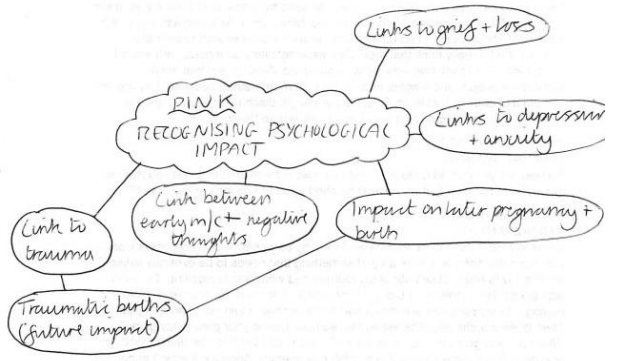 Links to grief + loss
PINK
RECOGNISING PSYCHOLOGICAL
IMPACT
Links to depression
+ anxiety
Link between
early m/c + negative
thoughts
Impact on later pregnancy +
birth
Link to
trauma
Traumatic births
(future impact)